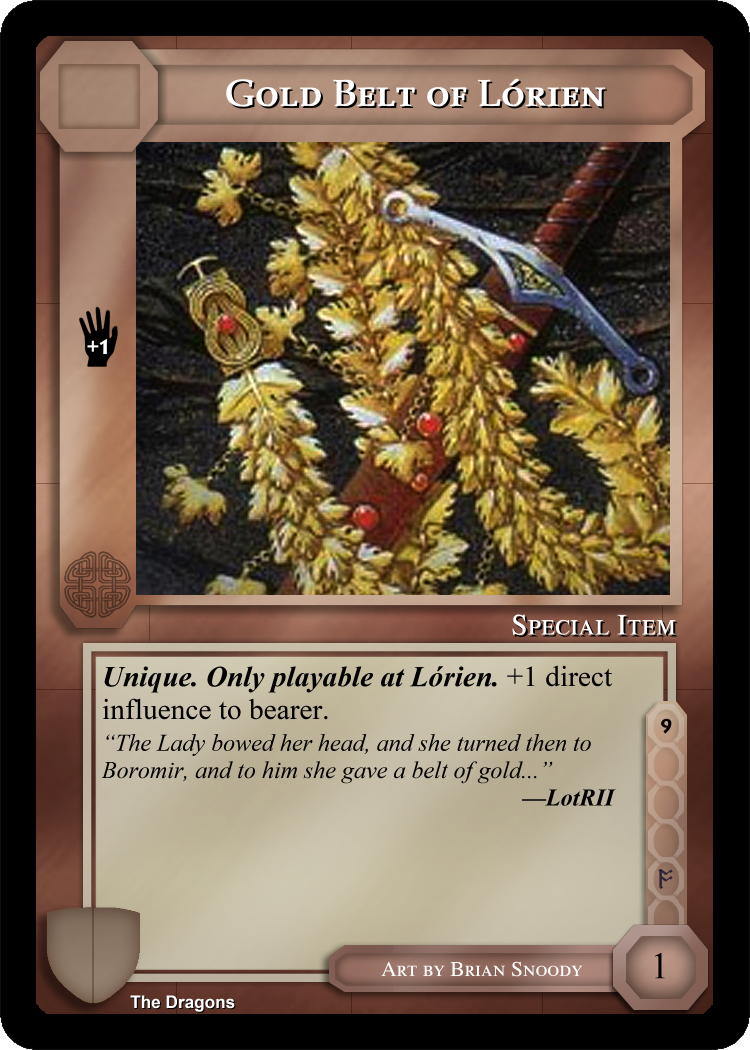 Gold Belt of Lórien
+1
Special Item
Unique. Only playable at Lórien. +1 direct
influence to bearer.
“The Lady bowed her head, and she turned then to
Boromir, and to him she gave a belt of gold...”
—LotRII
9
Art by Brian Snoody
1
The Dragons